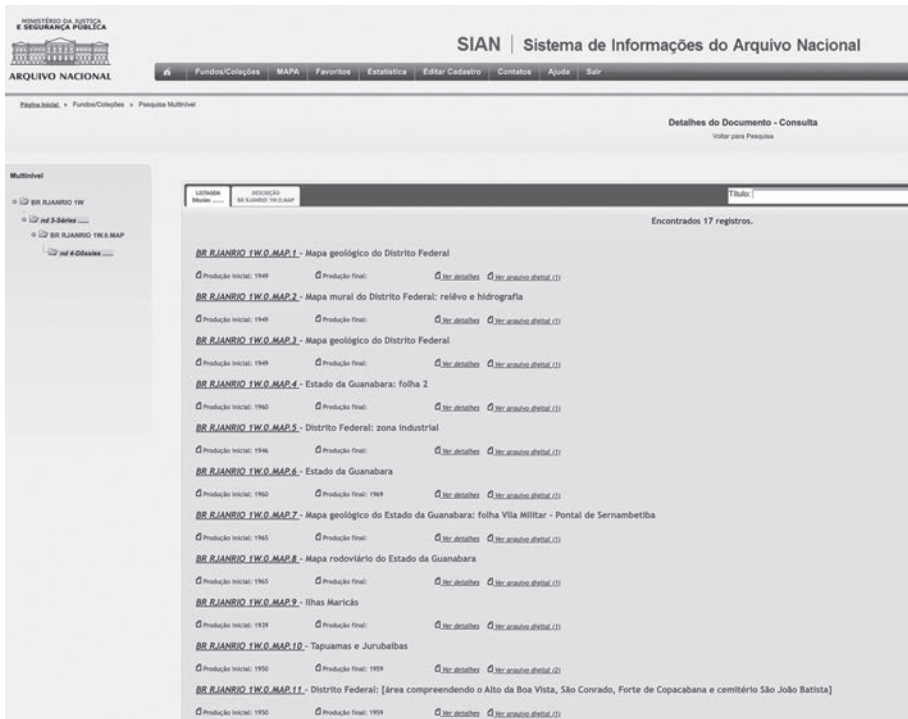 MINISTÉRIO DA JUSTIÇA
E SEGURANÇA PÚBLICA
ARQUIVO NACIONAL
SIAN | Sistema de Informações do Arquivo Nacional
Fundos/Coleções MAPA Favoritos Estatística Editar Cadastro Contatos Ajuda Sair
Página Inicial » Fundos/Coleções » Pesquisa Multinível
Detalhes do Documento - Consulta
Voltar para Pesquisa
Multinível
BR RJANRIO 1W
nd 3-Séries ......
BR RJANRIO 1W.0.MAP
nd 4-Dôssies ......
LISTAGEM
Dôssies ......
DESCRIÇÃO
BR RJANRIO 1W.0.MAP
Título:
Encontrados 17 registros.
BR RJANRIO 1W.0.MAP.1 - Mapa geológico do Distrito Federal
Produção inicial: 1949 Produção final: Ver detalhes Ver arquivo digital (1)
BR RJANRIO 1W.0.MAP.2 - Mapa mural do Distrito Federal: relêvo e hidrografia
Produção inicial: 1949 Produção final: Ver detalhes Ver arquivo digital (1)
BR RJANRIO 1W.0.MAP.3 - Mapa geológico do Distrito Federal
Produção inicial: 1949 Produção final: Ver detalhes Ver arquivo digital (1)
BR RJANRIO 1W.0.MAP.4 - Estado da Guanabara: folha 2
Produção inicial: 1960 Produção final: Ver detalhes Ver arquivo digital (1)
BR RJANRIO 1W.0.MAP.5 - Distrito Federal: zona industrial
Produção inicial: 1946 Produção final: Ver detalhes Ver arquivo digital (1)
BR RJANRIO 1W.0.MAP.6 - Estado da Guanabara
Produção inicial: 1960 Produção final: 1969 Ver detalhes Ver arquivo digital (1)
BR RJANRIO 1W.0.MAP.7 - Mapa geológico do Estado da Guanabara: folha Vila Militar - Pontal de Sernambetiba
Produção inicial: 1965 Produção final: Ver detalhes Ver arquivo digital (1)
BR RJANRIO 1W.0.MAP.8 - Mapa rodoviário do Estado da Guanabara
Produção inicial: 1965 Produção final: Ver detalhes Ver arquivo digital (1)
BR RJANRIO 1W.0.MAP.9 - Ilhas Maricás
Produção inicial: 1939 Produção final: Ver detalhes Ver arquivo digital (1)
BR RJANRIO 1W.0.MAP.10 - Tapuamas e Jurubaíbas
Produção inicial: 1950 Produção final: 1959 Ver detalhes Ver arquivo digital (2)
BR RJANRIO 1W.0.MAP.11 - Distrito Federal: [área compreendendo o Alto da Boa Vista, São Conrado, Forte de Copacabana e cemitério São João Batista]
Produção inicial: 1950 Produção final: 1959 Ver detalhes Ver arquivo digital (1)